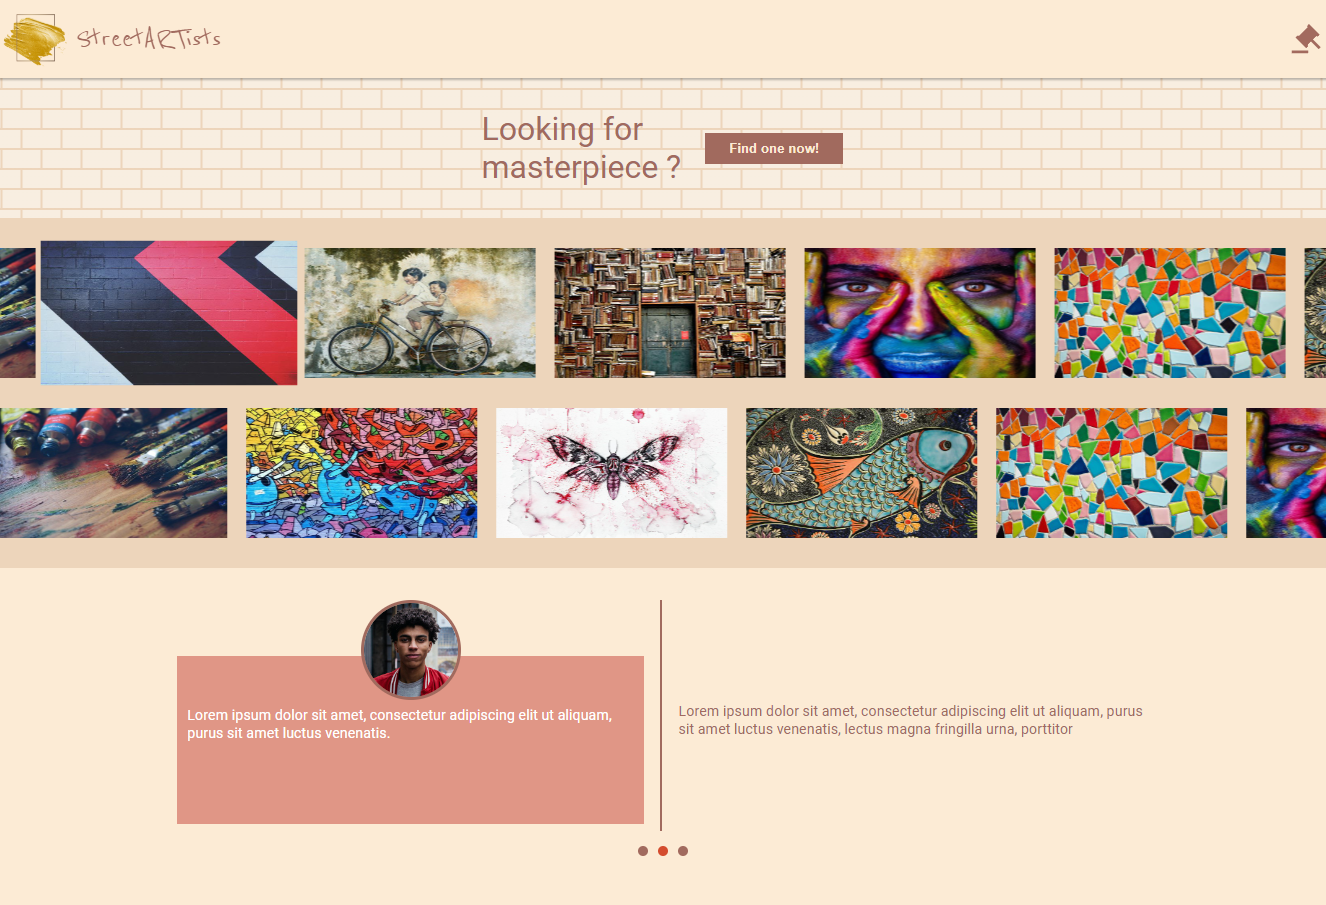 StreetARTists
Looking for
masterpiece ?
Find one now!
Lorem ipsum dolor sit amet, consectetur adipiscing elit ut aliquam,
purus sit amet luctus venenatis.
Lorem ipsum dolor sit amet, consectetur adipiscing elit ut aliquam, purus
sit amet luctus venenatis, lectus magna fringilla urna, porttitor